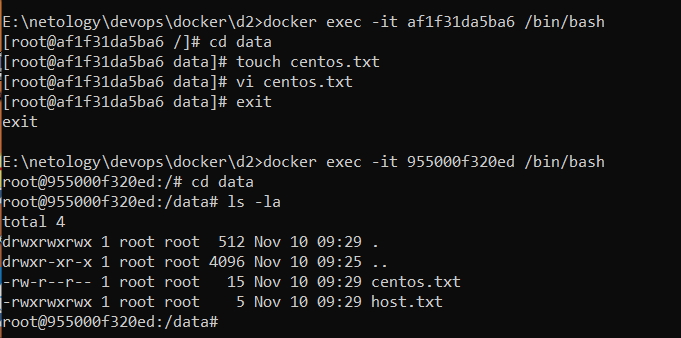 E:\netology\devops\docker\d2>docker exec -it af1f31da5ba6 /bin/bash
[root@af1f31da5ba6 /]# cd data
[root@af1f31da5ba6 data]# touch centos.txt
[root@af1f31da5ba6 data]# vi centos.txt
[root@af1f31da5ba6 data]# exit
exit
E:\netology\devops\docker\d2>docker exec -it 955000f320ed /bin/bash
root@955000f320ed:/# cd data
root@955000f320ed:/data# ls -la
total 4
drwxrwxrwx 1 root root  512 Nov 10 09:29 .
drwxr-xr-x 1 root root 4096 Nov 10 09:25 ..
-rw-r--r-- 1 root root   15 Nov 10 09:29 centos.txt
-rwxrwxrwx 1 root root    5 Nov 10 09:29 host.txt
root@955000f320ed:/data#